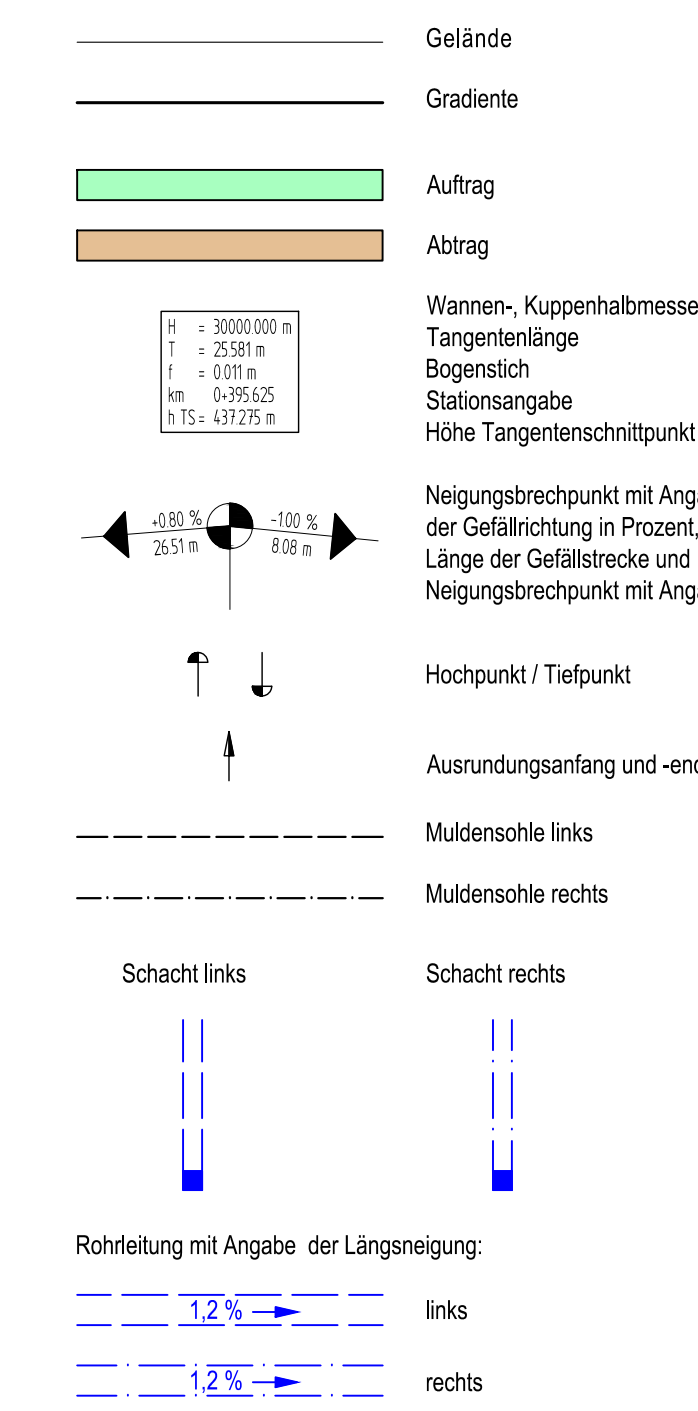 Gelände
Gradiente
Auftrag
Abtrag
H = 30000.000 m
T = 25.581 m
f = 0.011 m
km 0+395.625
h TS= 437.275 m
Wannen-, Kuppenhalbmesse
Tangentenlänge
Bogenstich
Stationsangabe
Höhe Tangentenschnittpunkt
+0.80 % -1.00 %
26.51 m 8.08 m
Neigungsbrechpunkt mit Ang
der Gefällrichtung in Prozent,
Länge der Gefällstrecke und
Neigungsbrechpunkt mit Ang
Hochpunkt / Tiefpunkt
Ausrundungsanfang und -en
Muldensohle links
Muldensohle rechts
Schacht links Schacht rechts
Rohrleitung mit Angabe der Längsneigung:
1,2 % links
1,2 % rechts